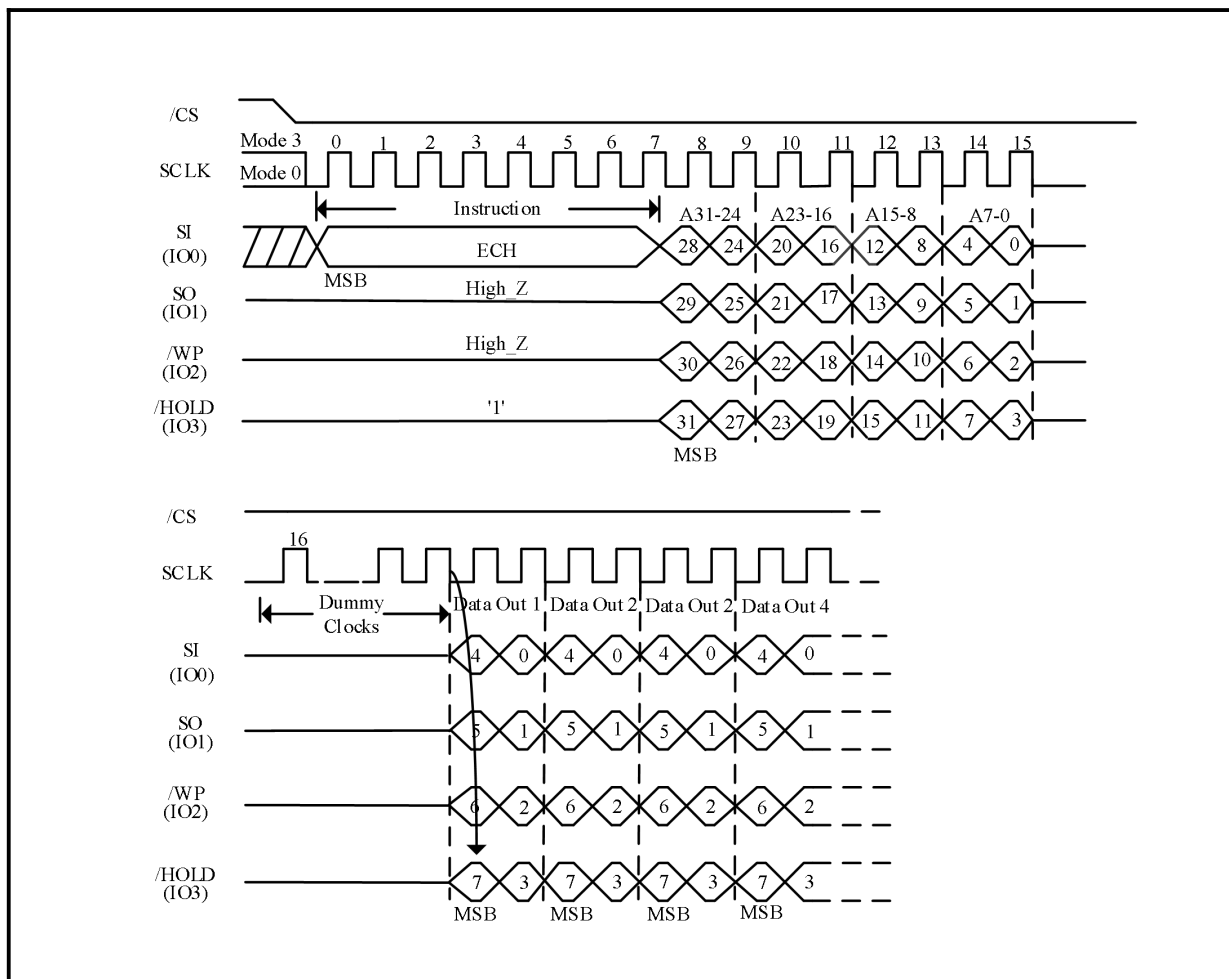 /CS
Mode 3 0 1 2 3 4 5 6 7 8 9 10 11 12 13 14 15
SCLK Mode 0
Instruction A31-24 A23-16 A15-8 A7-0
SI
(IO0)
ECH 28 24 20 16 12 8 4 0
MSB
SO
(IO1)
High_Z 29 25 21 17 13 9 5 1
/WP
(IO2)
High_Z 30 26 22 18 14 10 6 2
/HOLD
(IO3)
'1' 31 27 23 19 15 11 7 3
MSB
/CS
16
SCLK
Dummy
Clocks
Data Out 1 Data Out 2 Data Out 2 Data Out 4
SI
(IO0)
4 0 4 0 4 0 4 0
SO
(IO1)
5 1 5 1 5 1 5 1
/WP
(IO2)
6 2 6 2 6 2 6 2
/HOLD
(IO3)
7 3 7 3 7 3 7 3
MSB MSB MSB MSB